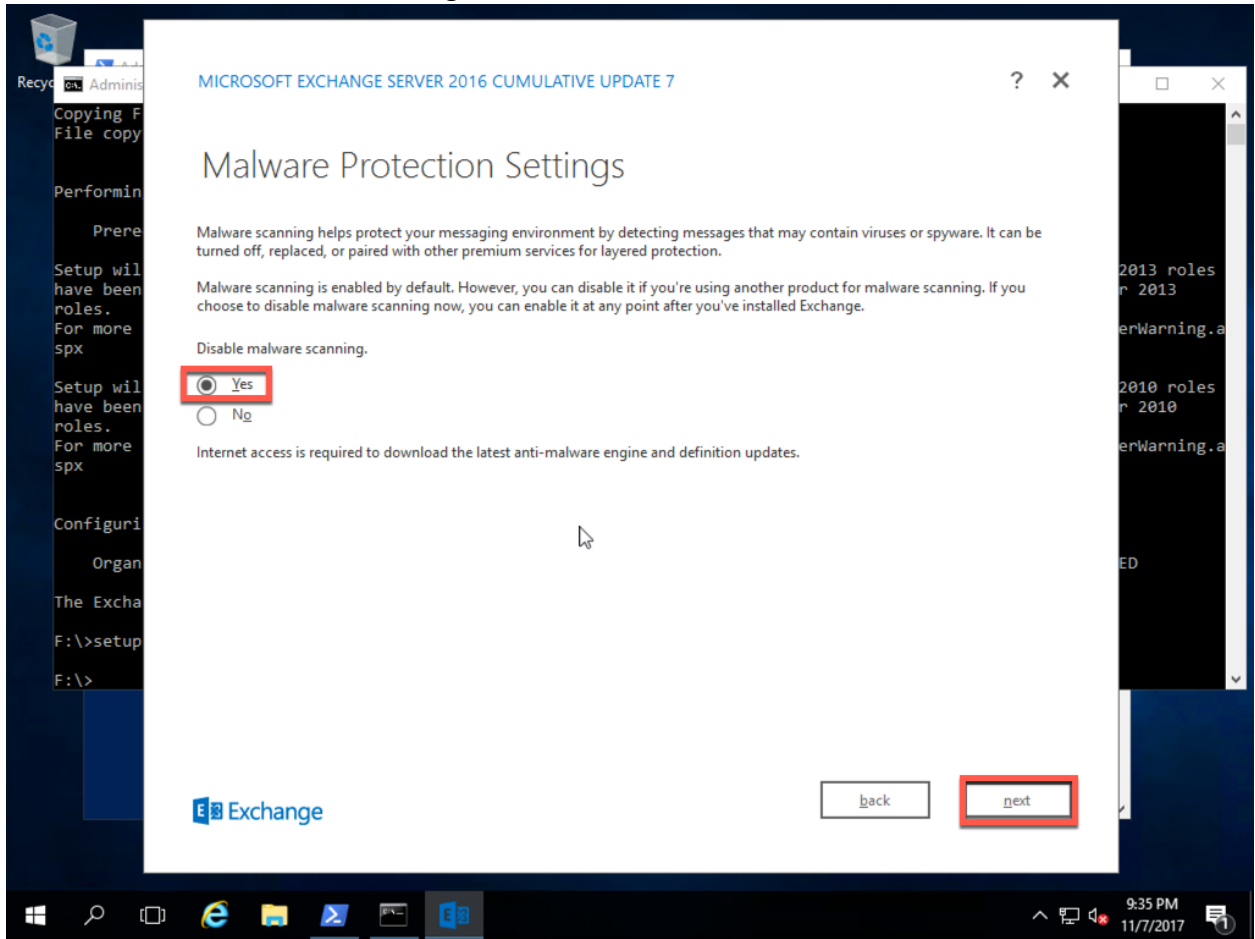 Recyc
Adminis
Copying F
File copy
Performin
Prere
Setup wil
have been
roles.
For more
spx
Setup wil
have been
roles.
For more
spx
Configuri
Organ
The Excha
F:\>setup
F:\>
MICROSOFT EXCHANGE SERVER 2016 CUMULATIVE UPDATE 7
?
Malware Protection Settings
Malware scanning helps protect your messaging environment by detecting messages that may contain viruses or spyware. It can be
turned off, replaced, or paired with other premium services for layered protection.
Malware scanning is enabled by default. However, you can disable it if you're using another product for malware scanning. If you
choose to disable malware scanning now, you can enable it at any point after you've installed Exchange.
Disable malware scanning.
Yes
No
Internet access is required to download the latest anti-malware engine and definition updates.
Exchange
back
next
2013 roles
r 2013
erWarning.a
2010 roles
r 2010
erWarning.a
ED
9:35 PM
11/7/2017
1